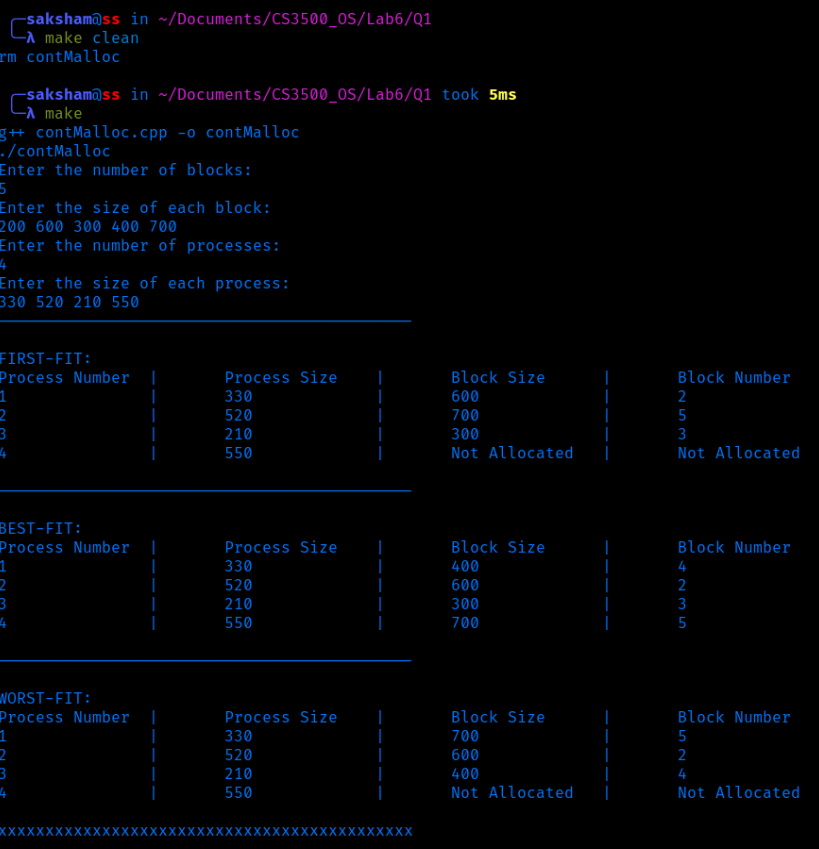 ╭─saksham@ss in ~/Documents/CS3500_OS/Lab6/Q1
╰─λ make clean
rm contMalloc
╭─saksham@ss in ~/Documents/CS3500_OS/Lab6/Q1 took 5ms
╰─λ make
g++ contMalloc.cpp -o contMalloc
./contMalloc
Enter the number of blocks:
5
Enter the size of each block:
200 600 300 400 700
Enter the number of processes:
4
Enter the size of each process:
330 520 210 550
FIRST-FIT:
Process Number | Process Size | Block Size | Block Number
1 | 330 | 600 | 2
2 | 520 | 700 | 5
3 | 210 | 300 | 3
4 | 550 | Not Allocated | Not Allocated
BEST-FIT:
Process Number | Process Size | Block Size | Block Number
1 | 330 | 400 | 4
2 | 520 | 600 | 2
3 | 210 | 300 | 3
4 | 550 | 700 | 5
WORST-FIT:
Process Number | Process Size | Block Size | Block Number
1 | 330 | 700 | 5
2 | 520 | 600 | 2
3 | 210 | 400 | 4
4 | 550 | Not Allocated | Not Allocated
xxxxxxxxxxxxxxxxxxxxxxxxxxxxxxxxxxxxxxxxxxxx